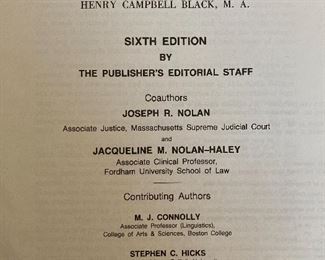 HENRY CAMPBELL BLACK, M. A.
SIXTH EDITION
BY
THE PUBLISHER'S EDITORIAL STAFF
Coauthors
JOSEPH R. NOLAN
Associate Justice, Massachusetts Supreme Judicial Court
and
JACQUELINE M. NOLAN-HALEY
Associate Clinical Professor,
Fordham University School of Law
Contributing Authors
M. J. CONNOLLY
Associate Professor (Linguistics),
College of Arts & Sciences, Boston College
STEPHEN C. HICKS